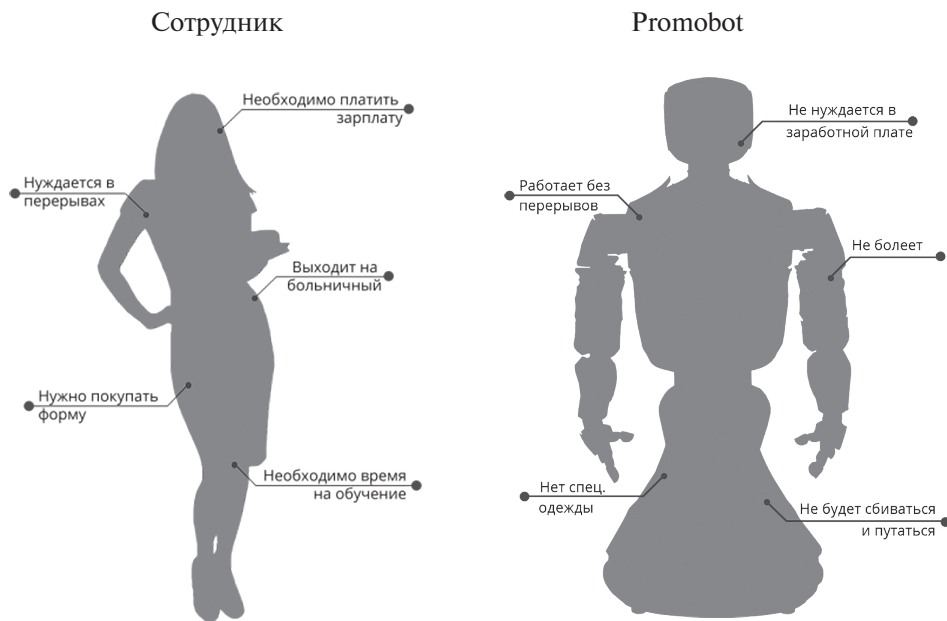 Сотрудник
Необходимо платить
зарплату
Нуждается в
перерывах
Выходит на
больничный
Нужно покупать
форму
Необходимо время
на обучение
Promobot
Не нуждается в
заработной плате
Работает без
перерывов
Не болеет
Нет спец.
одежды
Не будет сбиваться
и путаться